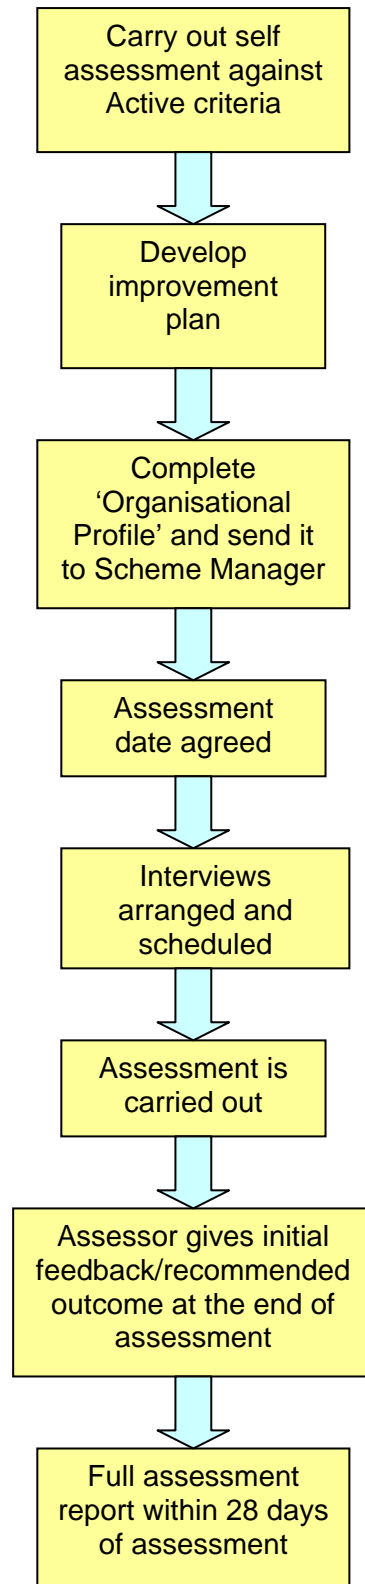 Carry out self
assessment against
Active criteria
Develop
improvement
plan
Complete
‘Organisational
Profile’ and send it
to Scheme Manager
Assessment
date agreed
Interviews
arranged and
scheduled
Assessment is
carried out
Assessor gives initial
feedback/recommended
outcome at the end of
assessment
Full assessment
report within 28 days
of assessment